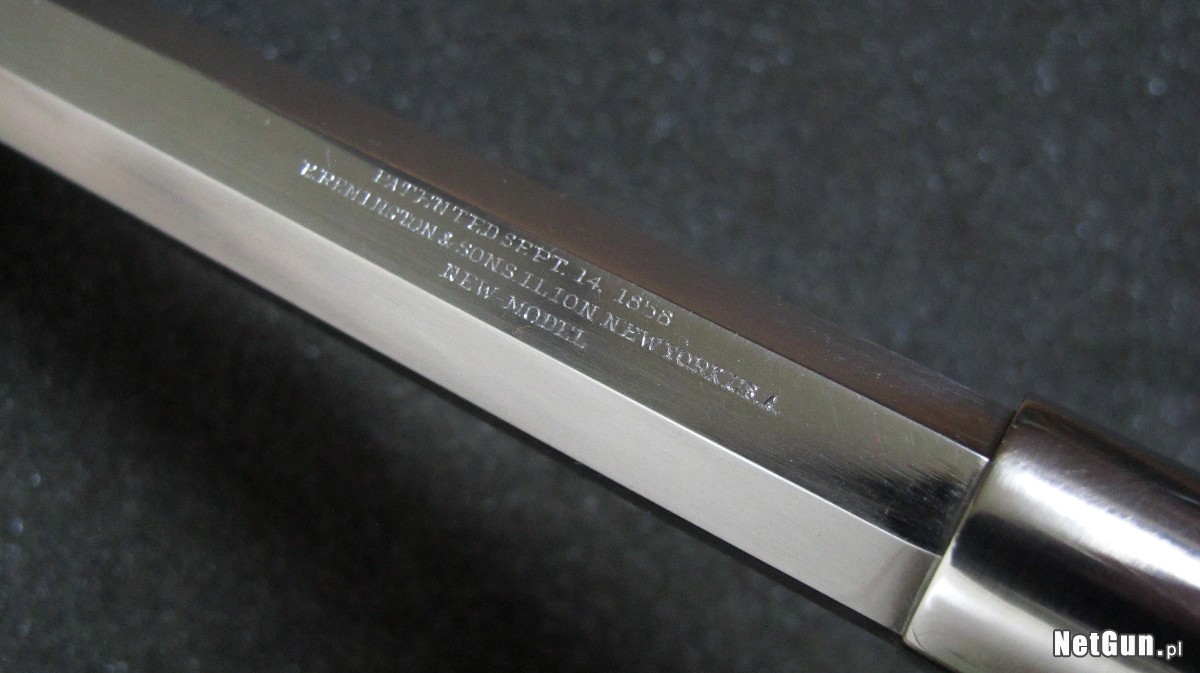 PATENTED SEPT. 14, 1858
E.REMINGTON & SONS ILION NEW YORK U.S.A.
NEW-MODEL
NetGun.pl